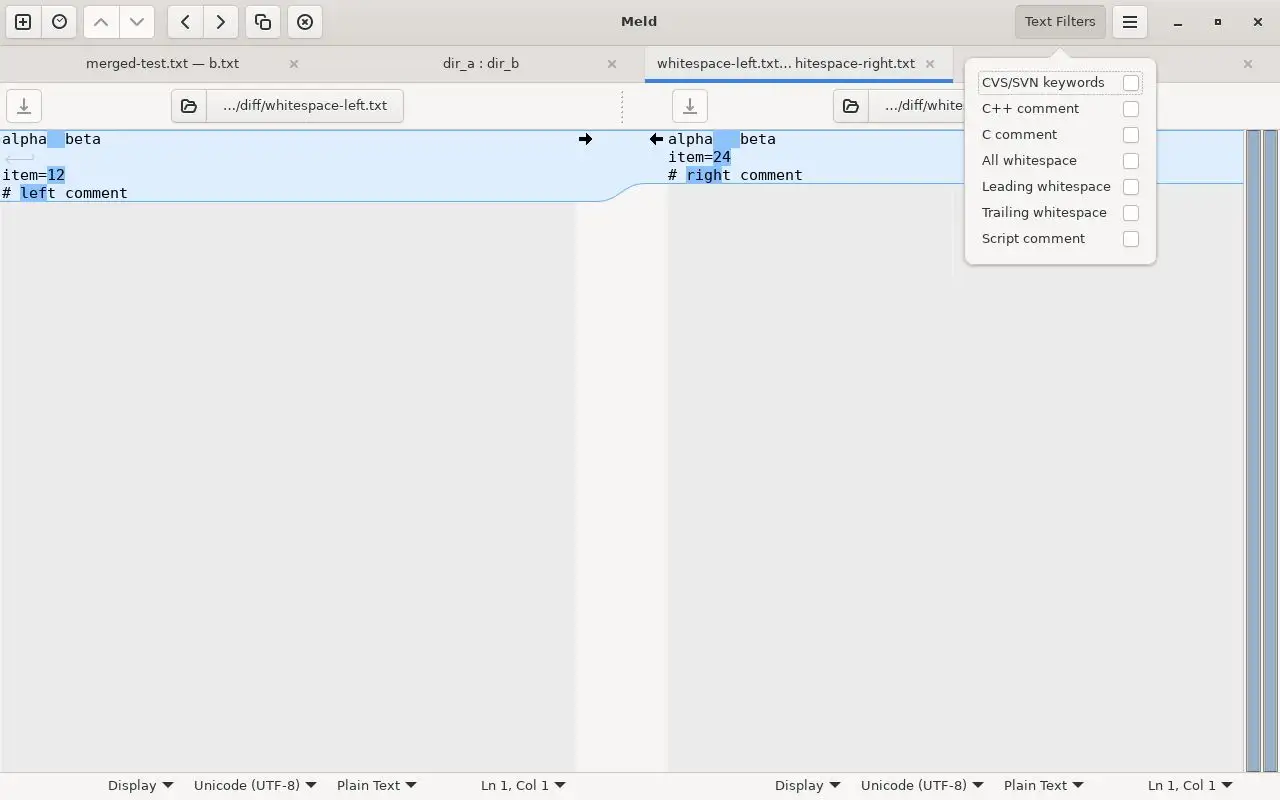 Meld
Text Filters
merged-test.txt — b.txt
dir_a : dir_b
whitespace-left.txt... hitespace-right.txt
.../diff/whitespace-left.txt
.../diff/white
CVS/SVN keywords
C++ comment
C comment
All whitespace
Leading whitespace
Trailing whitespace
Script comment
alpha  beta
item=12
# left comment
alpha   beta
item=24
# right comment
Display
Unicode (UTF-8)
Plain Text
Ln 1, Col 1
Display
Unicode (UTF-8)
Plain Text
Ln 1, Col 1